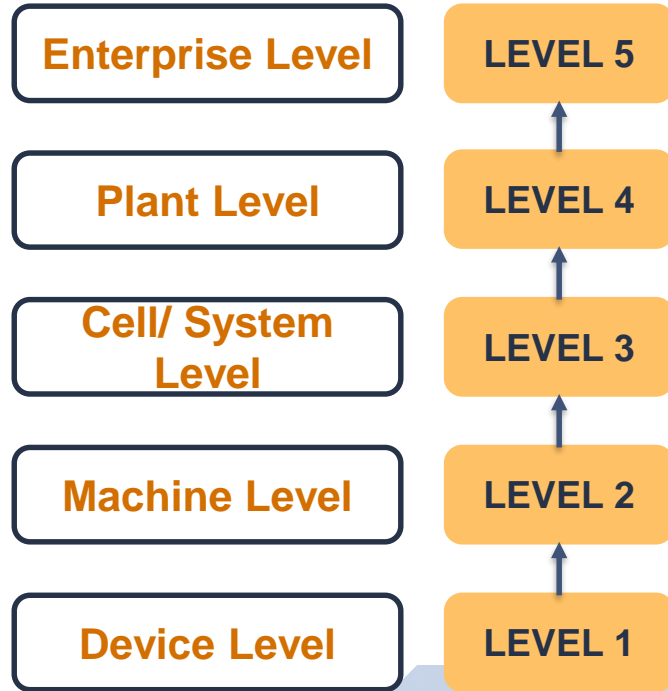 Enterprise Level
LEVEL 5
Plant Level
LEVEL 4
Cell/ System
Level
LEVEL 3
Machine Level
LEVEL 2
Device Level
LEVEL 1